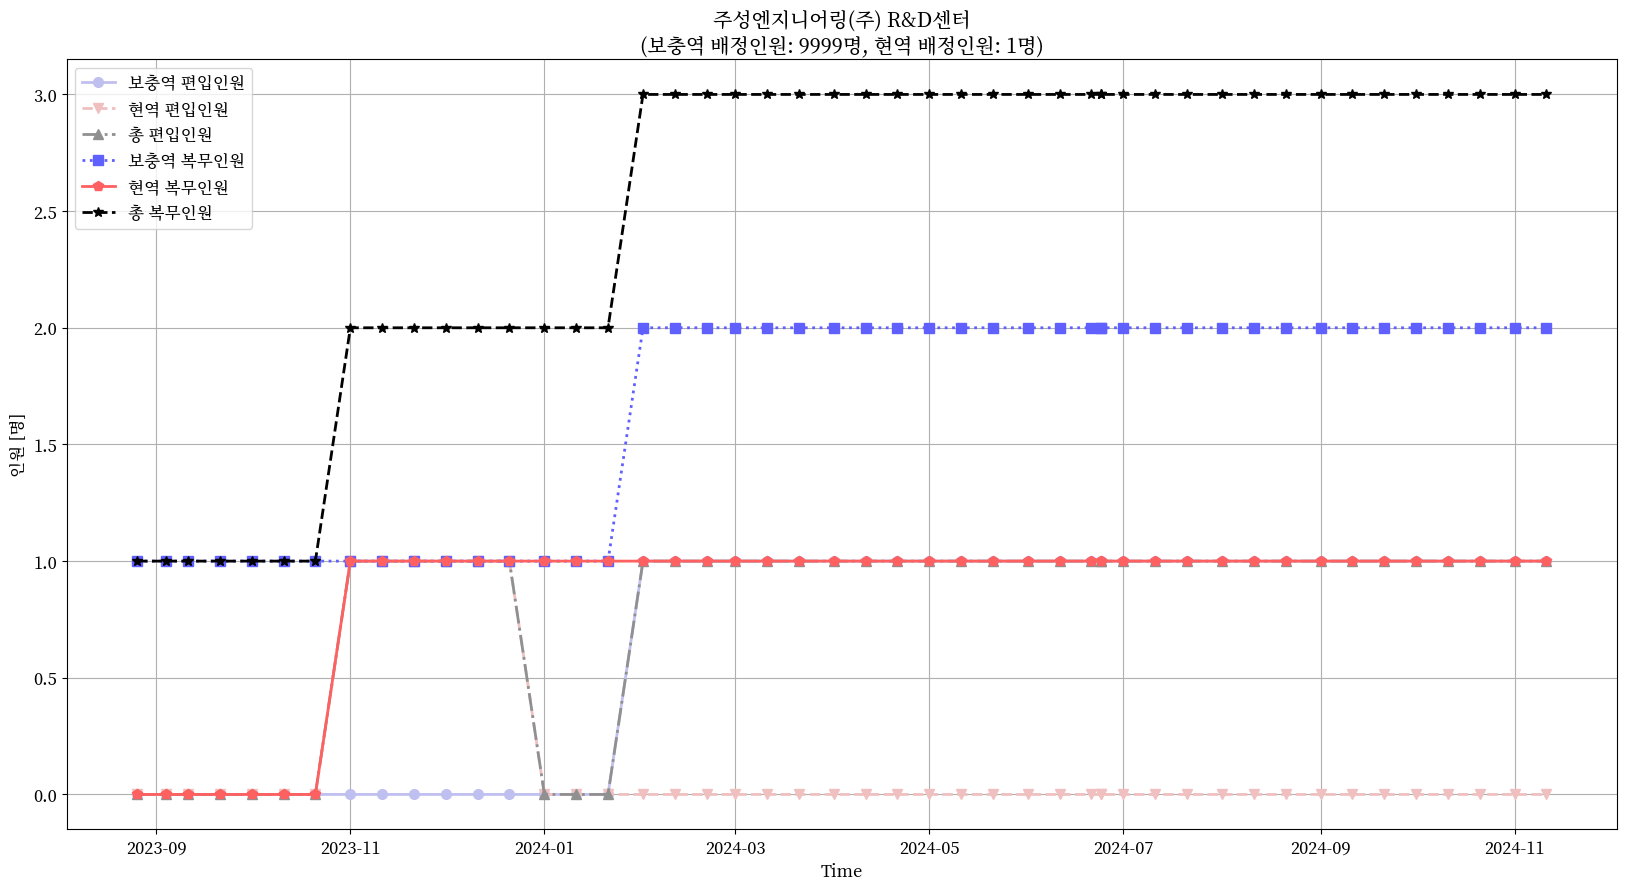 주성엔지니어링(주) R&D센터
(보충역 배정인원: 9999명, 현역 배정인원: 1명)
보충역 편입인원
현역 편입인원
총 편입인원
보충역 복무인원
현역 복무인원
총 복무인원
3.0
2.5
2.0
1.5
1.0
0.5
0.0
인원 [명]
2023-09
2023-11
2024-01
2024-03
2024-05
2024-07
2024-09
2024-11
Time